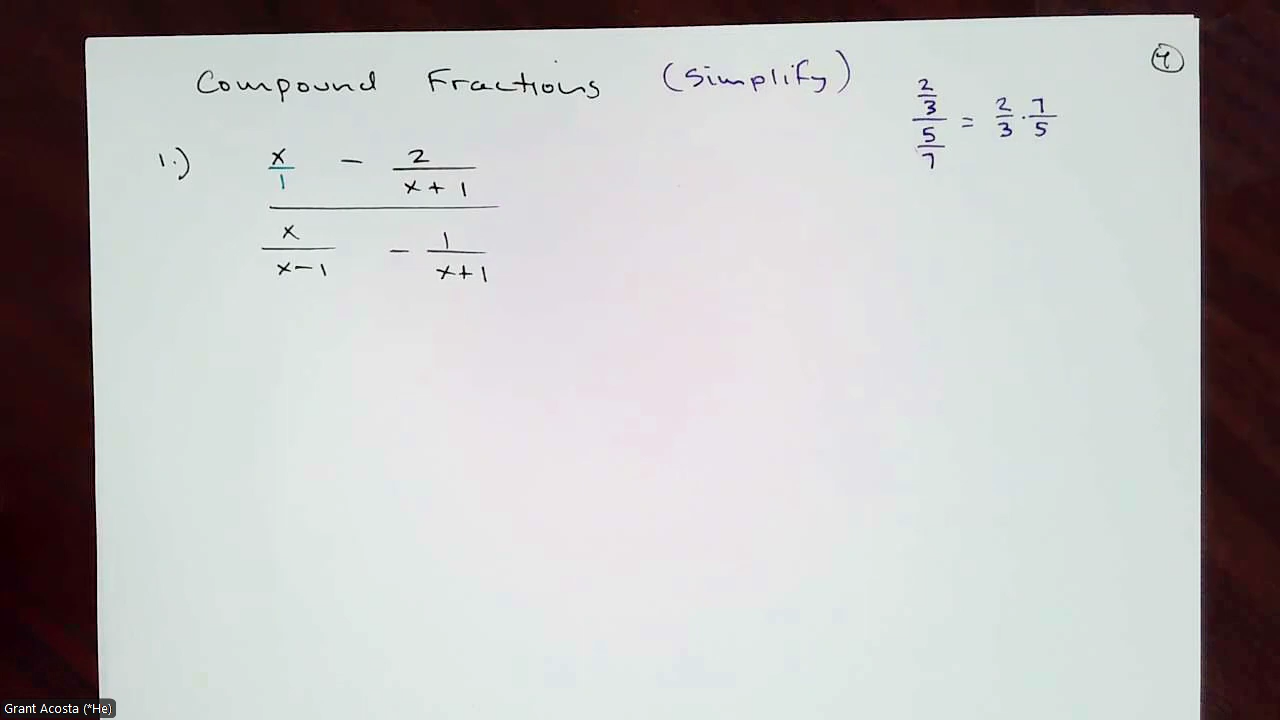 Compound Fractions (Simplify)
4
2/3 / 5/7 = 2/3 · 7/5
1.) x/1 − 2/(x+1)
x/(x−1) − 1/(x+1)
Grant Acosta (*He)